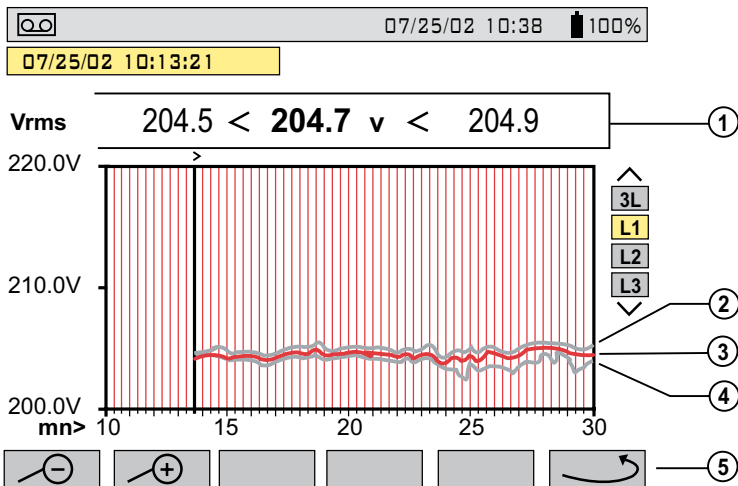 07/25/02 10:38 100%
07/25/02 10:13:21
Vrms 204.5 < 204.7 v < 204.9 1
>
220.0V
3L
L1
L2
L3
210.0V
2
3
4
200.0V
mn> 10 15 20 25 30
5